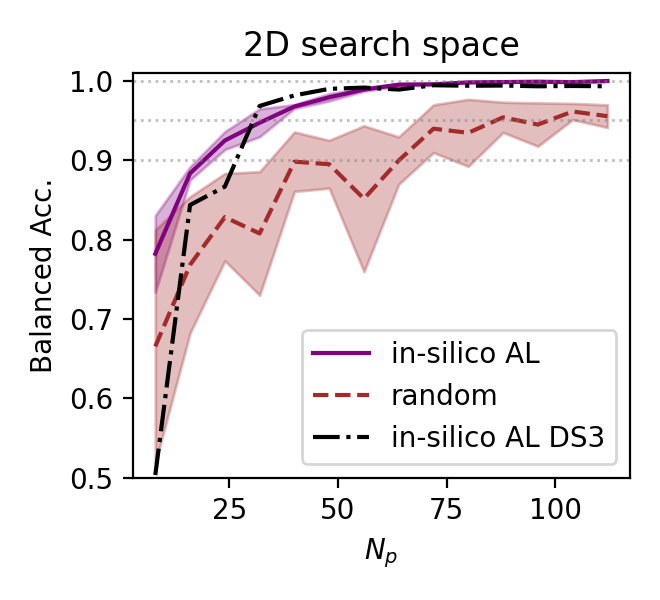 2D search space
Balanced Acc.
1.0
0.9
0.8
0.7
0.6
0.5
in-silico AL
random
in-silico AL DS3
25
50
75
100
N_p